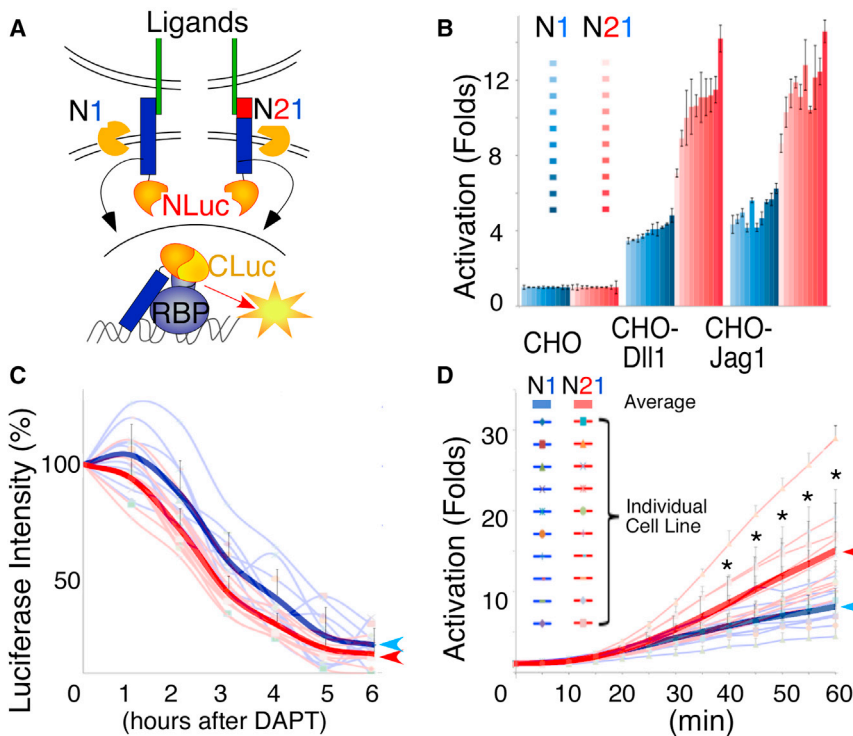 A
Ligands
N1
N21
NLuc
CLuc
RBP
B
N1 N21
Activation (Folds)
12
8
4
0
CHO
CHO-
Dll1
CHO-
Jag1
C
Luciferase Intensity (%)
100
50
0 1 2 3 4 5 6
(hours after DAPT)
D
N1 N21
Average
Individual
Cell Line
Activation (Folds)
30
20
10
* * * * *
0 10 20 30 40 50 60
(min)